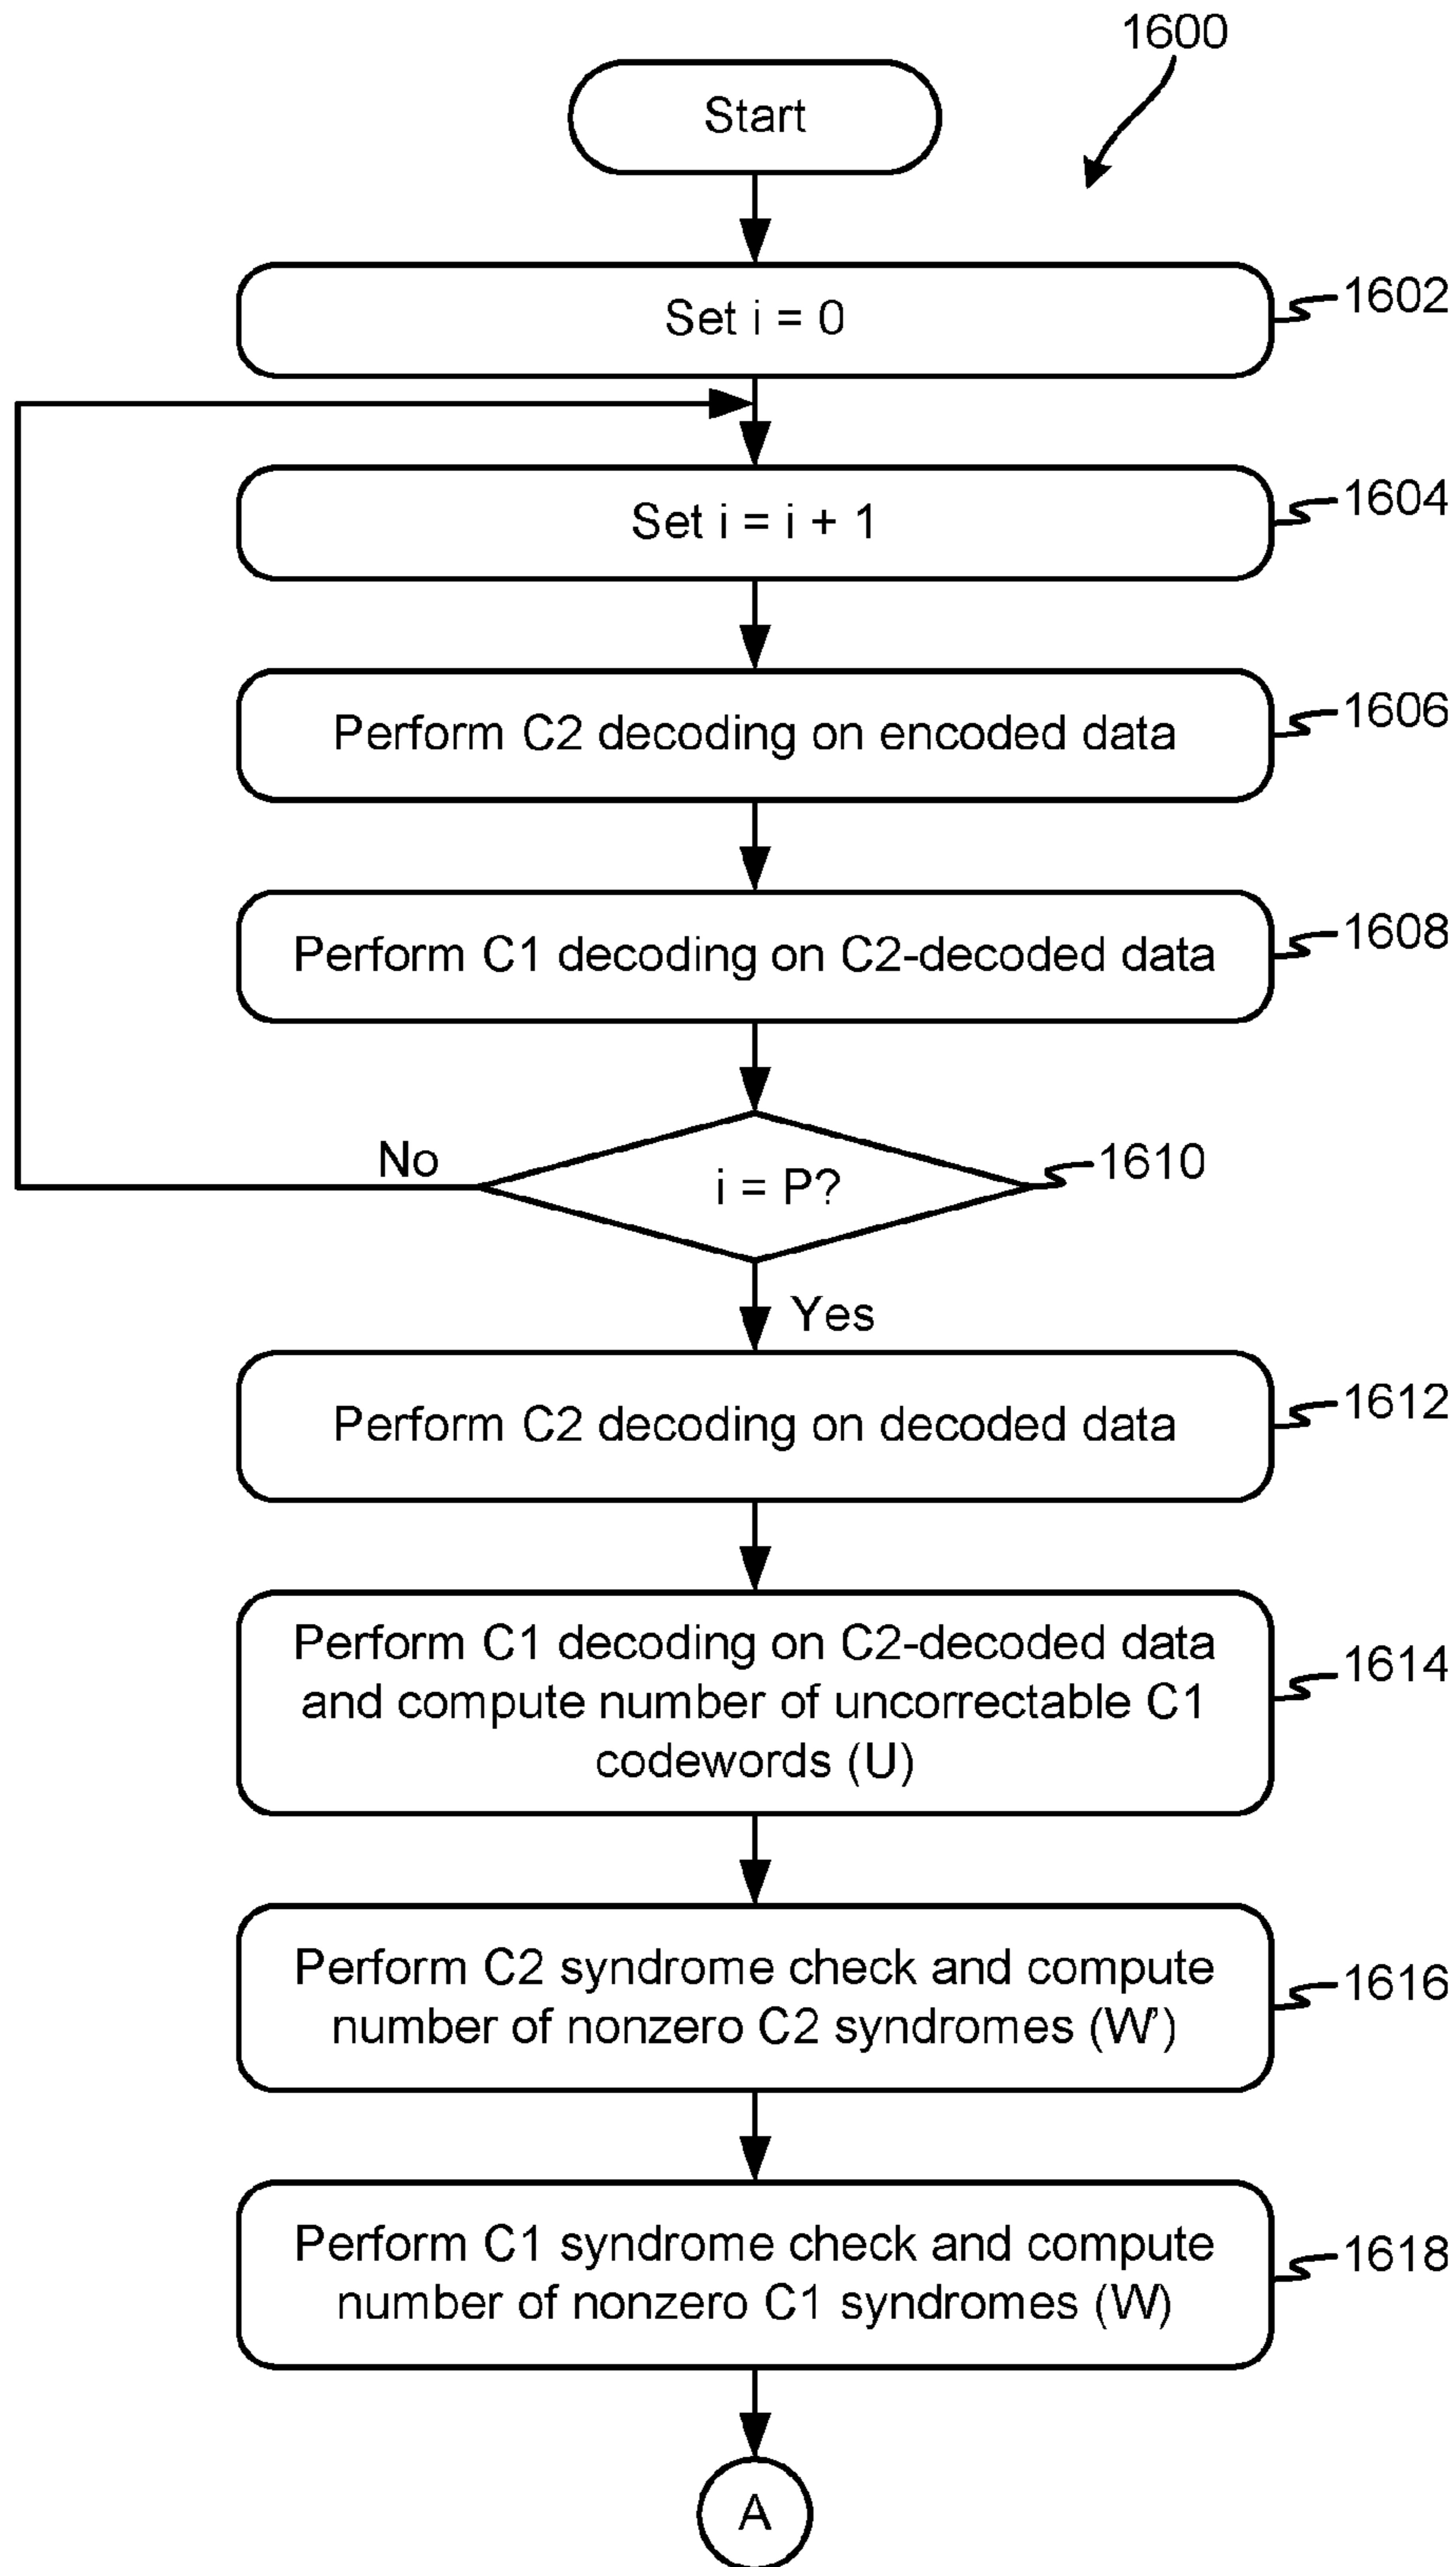 1600
Start
Set i = 0
1602
Set i = i + 1
1604
Perform C2 decoding on encoded data
1606
Perform C1 decoding on C2-decoded data
1608
No
i = P?
1610
Yes
Perform C2 decoding on decoded data
1612
Perform C1 decoding on C2-decoded data
and compute number of uncorrectable C1
codewords (U)
1614
Perform C2 syndrome check and compute
number of nonzero C2 syndromes (W’)
1616
Perform C1 syndrome check and compute
number of nonzero C1 syndromes (W)
1618
A